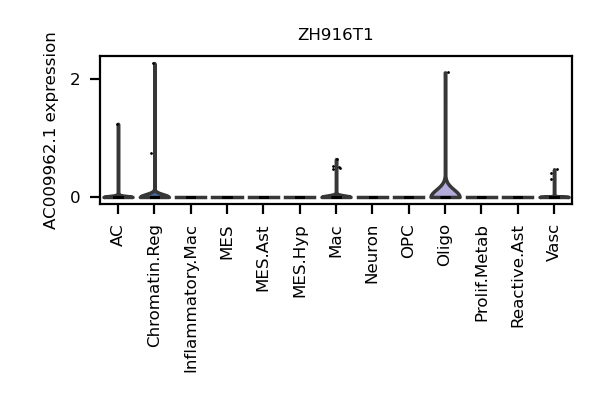 ZH916T1
AC009962.1 expression
2
0
AC
Chromatin.Reg
Inflammatory.Mac
MES
MES.Ast
MES.Hyp
Mac
Neuron
OPC
Oligo
Prolif.Metab
Reactive.Ast
Vasc